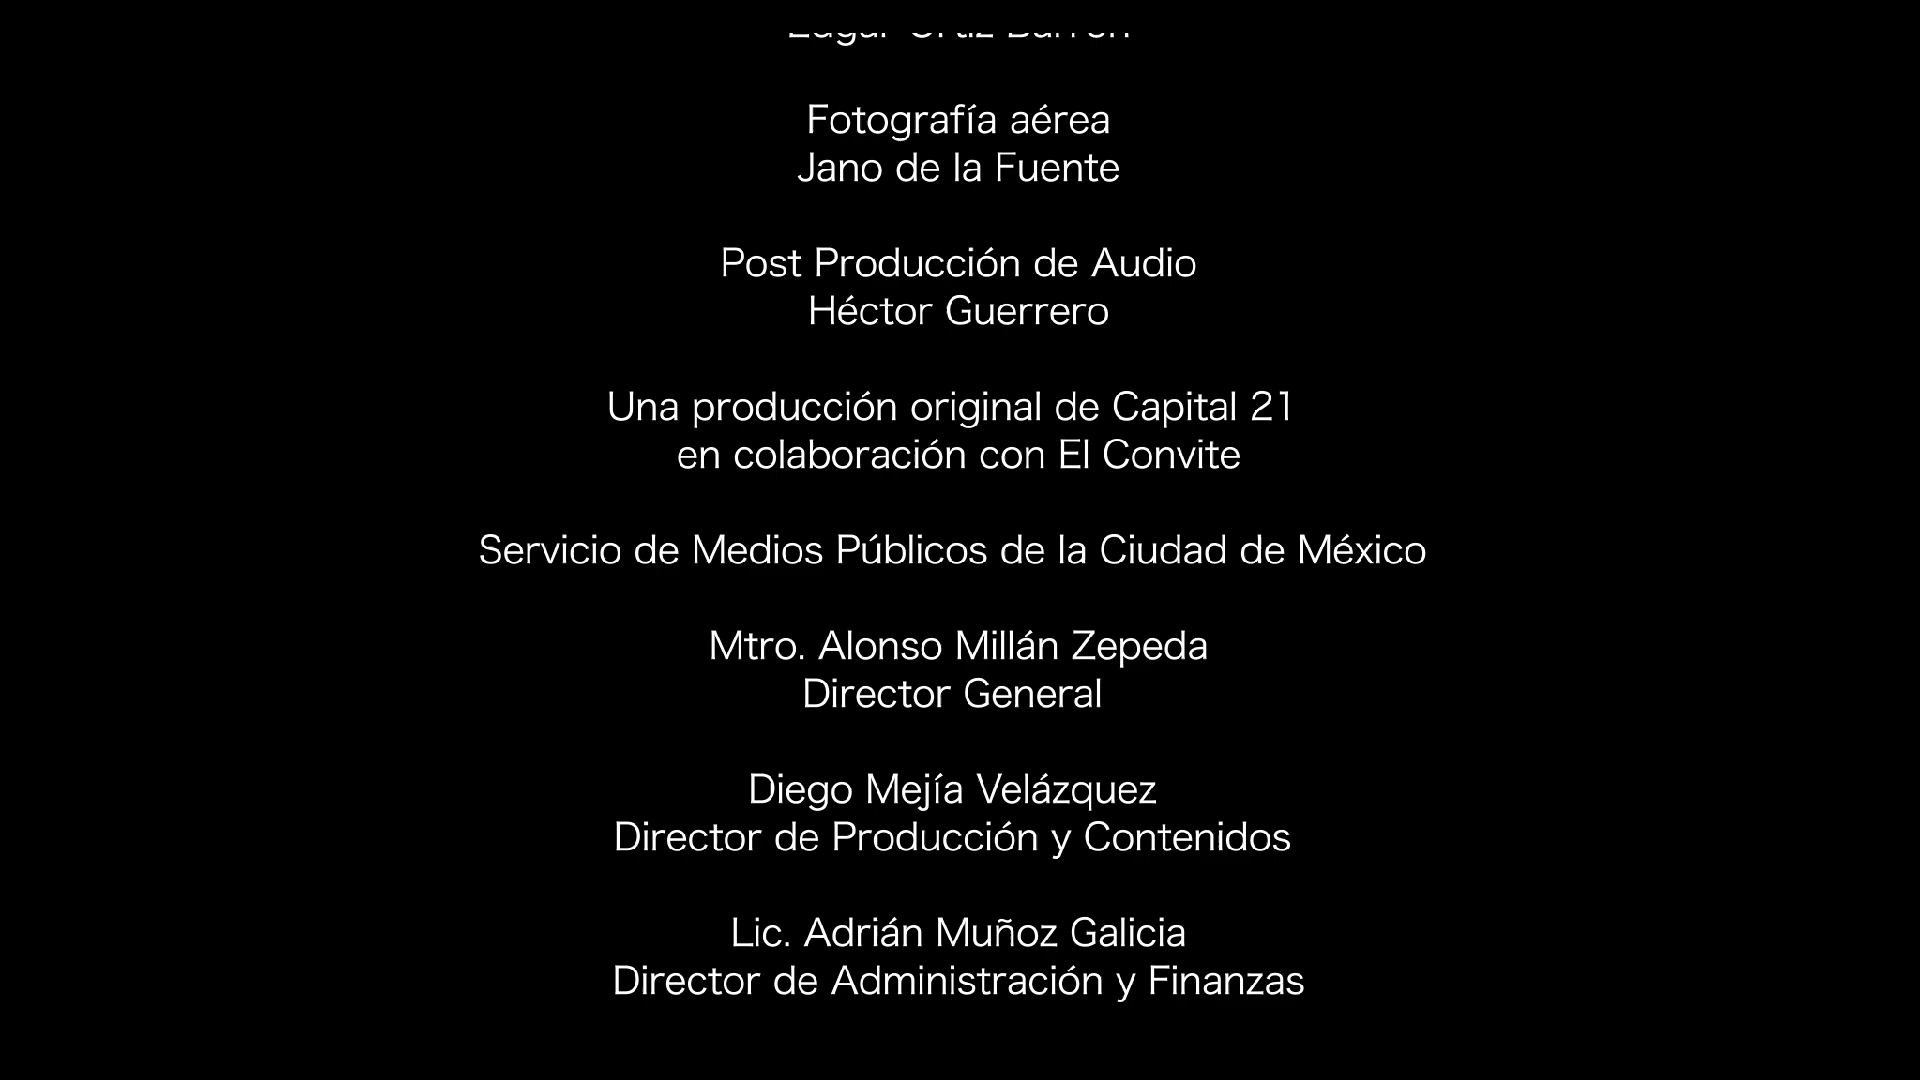 Fotografía aérea
Jano de la Fuente
Post Producción de Audio
Héctor Guerrero
Una producción original de Capital 21
en colaboración con El Convite
Servicio de Medios Públicos de la Ciudad de México
Mtro. Alonso Millán Zepeda
Director General
Diego Mejía Velázquez
Director de Producción y Contenidos
Lic. Adrián Muñoz Galicia
Director de Administración y Finanzas